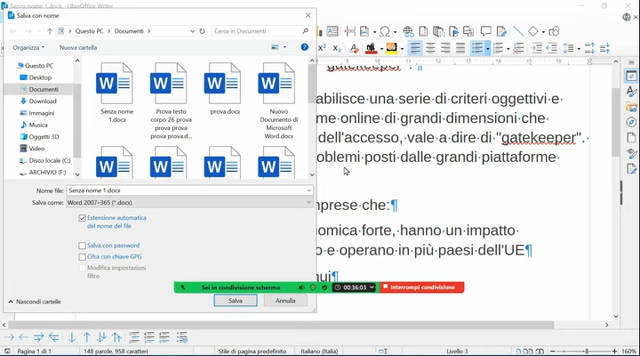 Senza nome 1.docx - LibreOffice Writer
Salva con nome
Questo PC > Documenti >
Cerca in Documenti
Organizza
Nuova cartella
Questo PC
Desktop
Documenti
Download
Immagini
Musica
Oggetti 3D
Video
Disco locale (C:)
ARCHIVIO (F:)
Senza nome 1.docx
Prova testo corpo 26 prova prova prova prova prova.d...
prova.docx
Nuovo Documento di Microsoft Word.docx
Nome file: Senza nome 1.docx
Salva come: Word 2007–365 (*.docx)
Estensione automatica del nome del file
Salva con password
Cifra con chiave GPG
Modifica impostazioni filtro
Nascondi cartelle
Salva
Annulla
Sei in condivisione schermo
00:36:03
Interrompi condivisione
abilisce una serie di criteri oggettivi e
me online di grandi dimensioni che
dell'accesso, vale a dire di "gatekeeper".
oblemi posti dalle grandi piattaforme
prese che:¶
nomica forte, hanno un impatto
o e operano in più paesi dell'UE¶
nui¶
Pagina 1 di 1
148 parole, 958 caratteri
Stile di pagina predefinito
Italiano (Italia)
Livello 3
160%